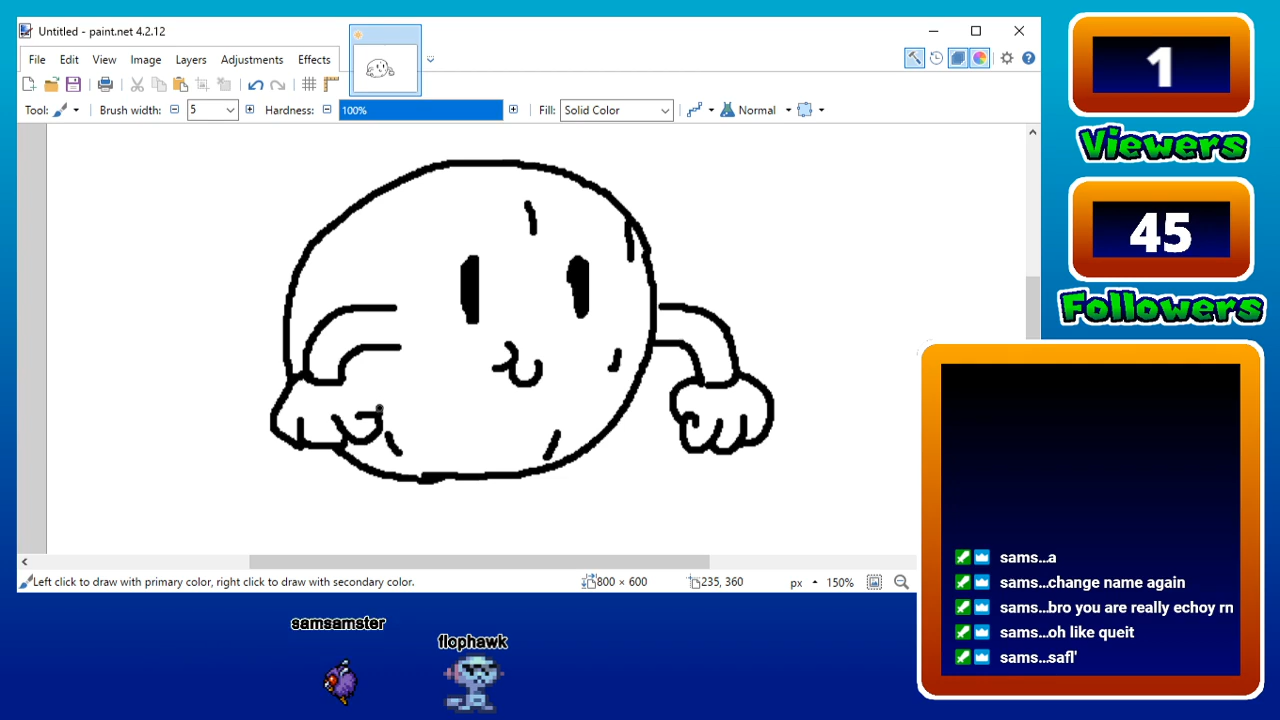 Untitled - paint.net 4.2.12
File Edit View Image Layers Adjustments Effects
Tool: Brush width: 5 Hardness: 100% Fill: Solid Color Normal
Left click to draw with primary color, right click to draw with secondary color. 800 × 600 235, 360 px 150%
1
Viewers
45
Followers
sams...a
sams...change name again
sams...bro you are really echoy rn
sams...oh like queit
sams...safl'
samsamster
flophawk